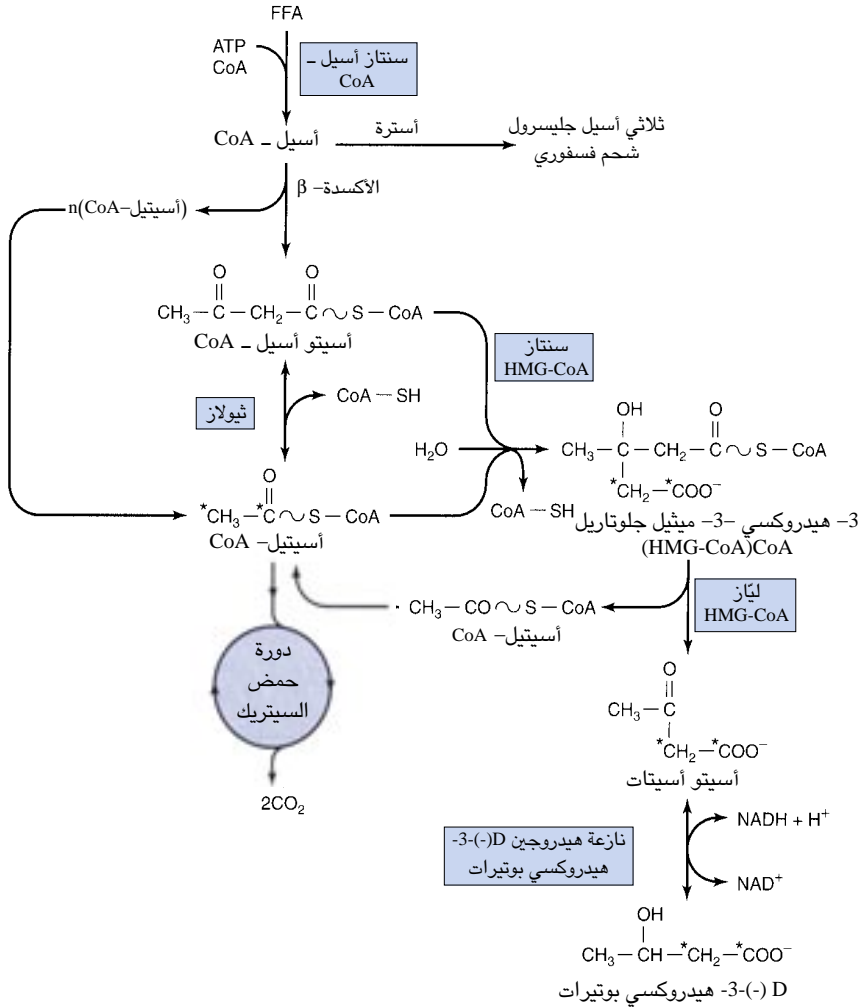 FFA
ATP
CoA
سنتاز أسيل –
CoA
أسيل – CoA
أسترة
ثلاثي أسيل جليسرول
شحم فسفوري
الأكسدة- β
n(أسيتيل-CoA)
O
O
CH₃ — C — CH₂ — C ~ S — CoA
أسيتو أسيل – CoA
سنتاز
HMG-CoA
ثيولاز
CoA — SH
H₂O
OH
O
CH₃ — C — CH₂ — C ~ S — CoA
*CH₂ — *COO⁻
O
*CH₃ — *C ~ S — CoA
أسيتيل- CoA
CoA — SH
3- هيدروكسي -3- ميثيل جلوتاريل
CoA(HMG-CoA)
ليّاز
HMG-CoA
CH₃ — CO ~ S — CoA
أسيتيل- CoA
دورة
حمض
السيتريك
2CO₂
O
CH₃ — C
*CH₂ — *COO⁻
أسيتو أسيتات
نازعة هيدروجين D(-)-3-
هيدروكسي بوتيرات
NADH + H⁺
NAD⁺
OH
CH₃ — CH — *CH₂ — *COO⁻
D (-)-3- هيدروكسي بوتيرات